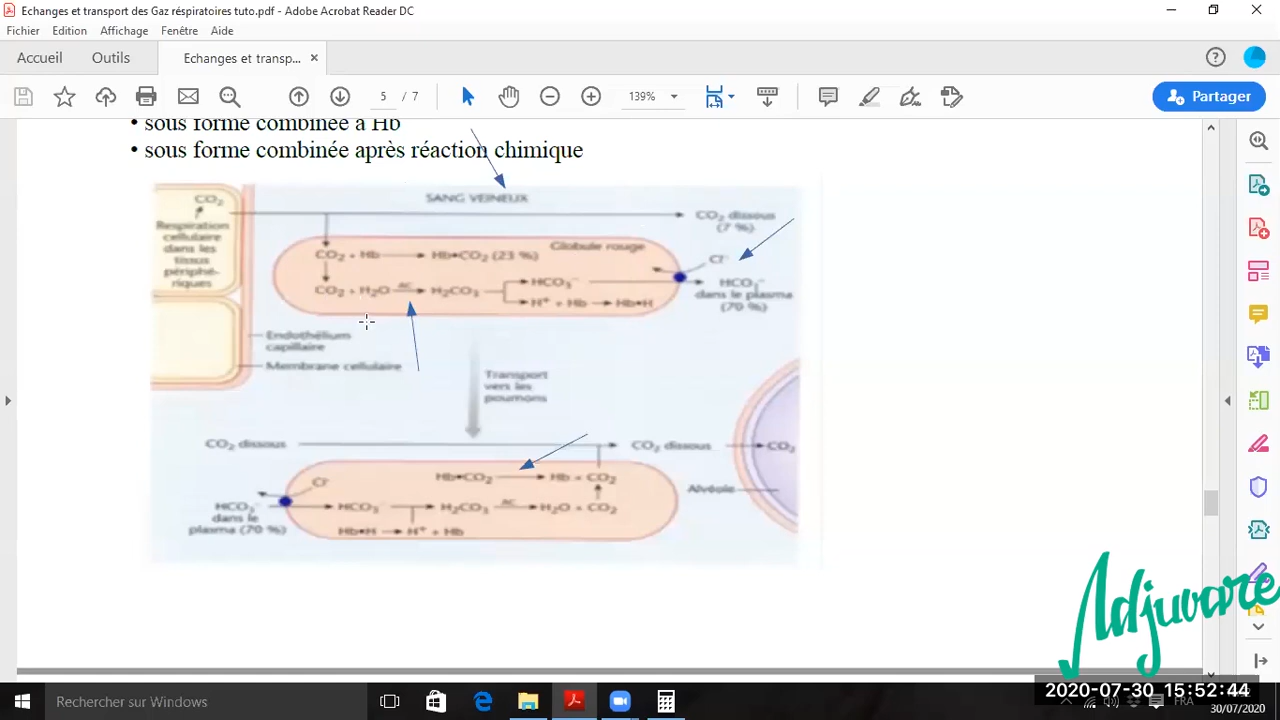 Echanges et transport des Gaz réspiratoires tuto.pdf - Adobe Acrobat Reader DC
Fichier Edition Affichage Fenêtre Aide
Accueil Outils Echanges et transp... ×
5 / 7 139% Partager
• sous forme combinée à Hb
• sous forme combinée après réaction chimique
SANG VEINEUX
CO₂
Respiration
cellulaire
dans les
tissus
périphé-
riques
CO₂ dissous
(7 %)
Globule rouge
CO₂ + Hb → Hb•CO₂ (23 %)
Cl⁻
CO₂ + H₂O AC → H₂CO₃ → HCO₃⁻
H⁺ + Hb → Hb•H
HCO₃⁻
dans le plasma
(70 %)
Endothélium
capillaire
Membrane cellulaire
Transport
vers les
poumons
CO₂ dissous → CO₂ dissous → CO₂
Hb•CO₂ → Hb + CO₂
Cl⁻
Alvéole
HCO₃⁻
dans le
plasma (70 %)
HCO₃⁻ → H₂CO₃ AC → H₂O + CO₂
Hb•H → H⁺ + Hb
Adjuvare
2020-07-30 15:52:44
Rechercher sur Windows
FRA
30/07/2020